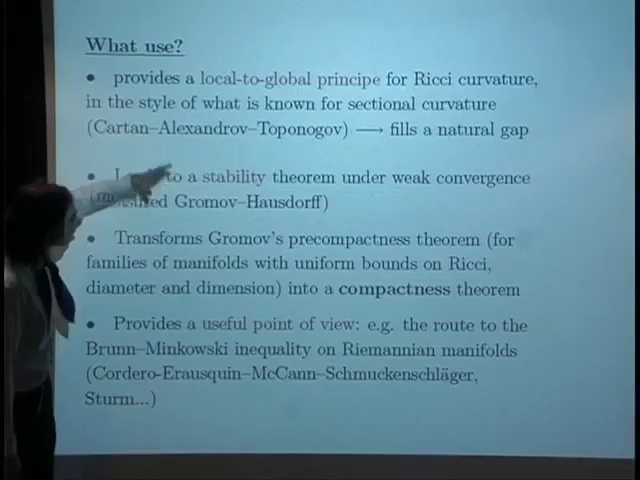 What use?
• provides a local-to-global principe for Ricci curvature,
in the style of what is known for sectional curvature
(Cartan–Alexandrov–Toponogov) ⟶ fills a natural gap
• to a stability theorem under weak convergence
Gromov–Hausdorff)
• Transforms Gromov's precompactness theorem (for
families of manifolds with uniform bounds on Ricci,
diameter and dimension) into a compactness theorem
• Provides a useful point of view: e.g. the route to the
Brunn–Minkowski inequality on Riemannian manifolds
(Cordero-Erausquin–McCann–Schmuckenschläger,
Sturm...)